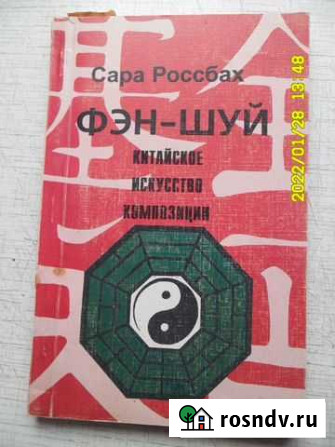 Сара Россбах
ФЭН-ШУЙ
КИТАЙСКОЕ
ИСКУССТВО
КОМПОЗИЦИИ
2022/01/28 13:48
rosndv.ru